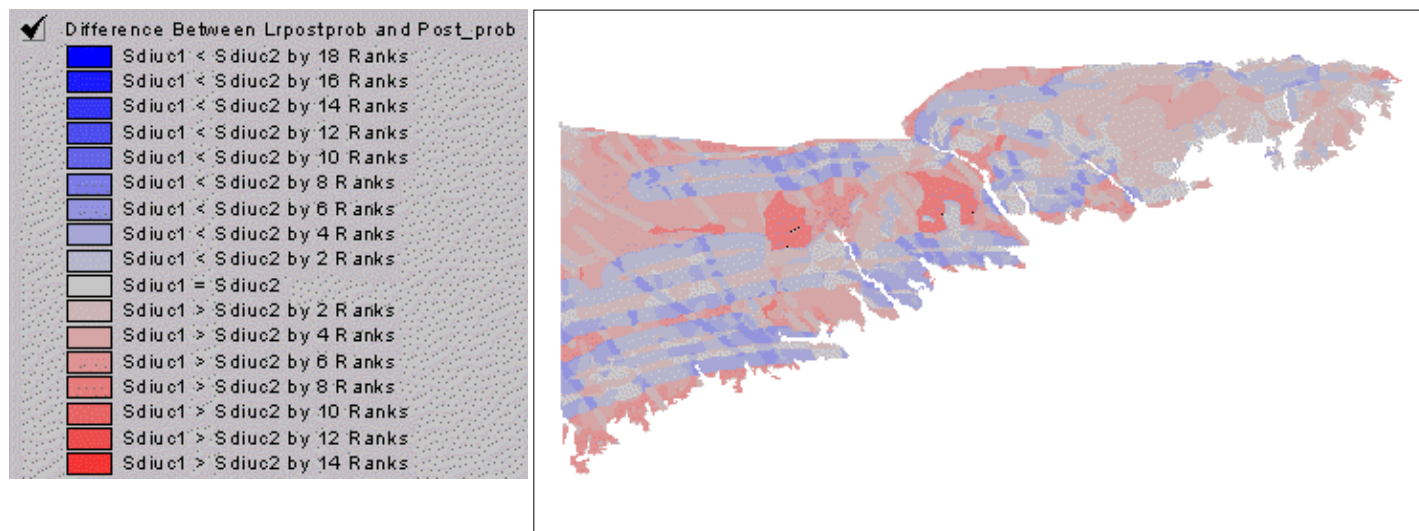 Difference Between Lrpostprob and Post_prob
Sdiuc1 < Sdiuc2 by 18 Ranks
Sdiuc1 < Sdiuc2 by 16 Ranks
Sdiuc1 < Sdiuc2 by 14 Ranks
Sdiuc1 < Sdiuc2 by 12 Ranks
Sdiuc1 < Sdiuc2 by 10 Ranks
Sdiuc1 < Sdiuc2 by 8 Ranks
Sdiuc1 < Sdiuc2 by 6 Ranks
Sdiuc1 < Sdiuc2 by 4 Ranks
Sdiuc1 < Sdiuc2 by 2 Ranks
Sdiuc1 = Sdiuc2
Sdiuc1 > Sdiuc2 by 2 Ranks
Sdiuc1 > Sdiuc2 by 4 Ranks
Sdiuc1 > Sdiuc2 by 6 Ranks
Sdiuc1 > Sdiuc2 by 8 Ranks
Sdiuc1 > Sdiuc2 by 10 Ranks
Sdiuc1 > Sdiuc2 by 12 Ranks
Sdiuc1 > Sdiuc2 by 14 Ranks